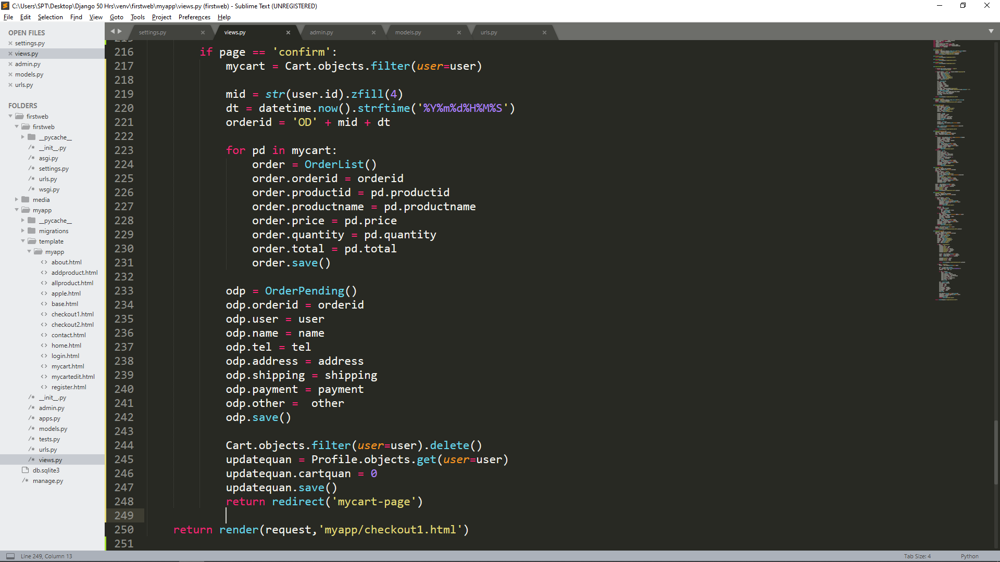 C:\Users\SPT\Desktop\Django 50 Hrs\venv\firstweb\myapp\views.py (firstweb) - Sublime Text (UNREGISTERED)
File Edit Selection Find View Goto Tools Project Preferences Help
OPEN FILES
settings.py
views.py
admin.py
models.py
urls.py
FOLDERS
firstweb
firstweb
__pycache__
__init__.py
asgi.py
settings.py
urls.py
wsgi.py
media
myapp
__pycache__
migrations
template
myapp
about.html
addproduct.html
allproduct.html
apple.html
base.html
checkout1.html
checkout2.html
contact.html
home.html
login.html
mycart.html
mycartedit.html
register.html
__init__.py
admin.py
apps.py
models.py
tests.py
urls.py
views.py
db.sqlite3
manage.py
settings.py views.py admin.py models.py urls.py
215
216 if page == 'confirm':
217 mycart = Cart.objects.filter(user=user)
218
219 mid = str(user.id).zfill(4)
220 dt = datetime.now().strftime('%Y%m%d%H%M%S')
221 orderid = 'OD' + mid + dt
222
223 for pd in mycart:
224 order = OrderList()
225 order.orderid = orderid
226 order.productid = pd.productid
227 order.productname = pd.productname
228 order.price = pd.price
229 order.quantity = pd.quantity
230 order.total = pd.total
231 order.save()
232
233 odp = OrderPending()
234 odp.orderid = orderid
235 odp.user = user
236 odp.name = name
237 odp.tel = tel
238 odp.address = address
239 odp.shipping = shipping
240 odp.payment = payment
241 odp.other =  other
242 odp.save()
243
244 Cart.objects.filter(user=user).delete()
245 updatequan = Profile.objects.get(user=user)
246 updatequan.cartquan = 0
247 updatequan.save()
248 return redirect('mycart-page')
249
250 return render(request,'myapp/checkout1.html')
251
Line 249, Column 13 Tab Size: 4 Python